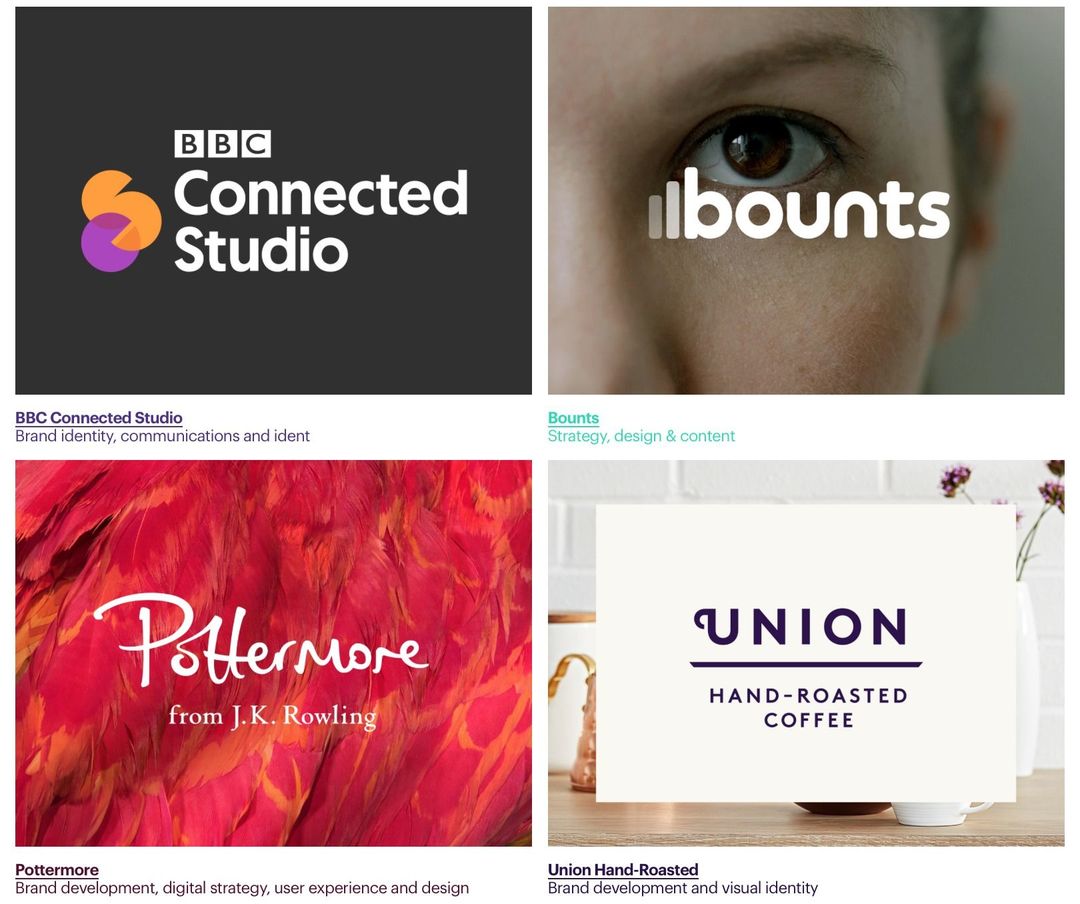 BBC
Connected
Studio
bounts
BBC Connected Studio
Brand identity, communications and ident
Bounts
Strategy, design & content
Pottermore
from J.K. Rowling
UNION
HAND-ROASTED
COFFEE
Pottermore
Brand development, digital strategy, user experience and design
Union Hand-Roasted
Brand development and visual identity